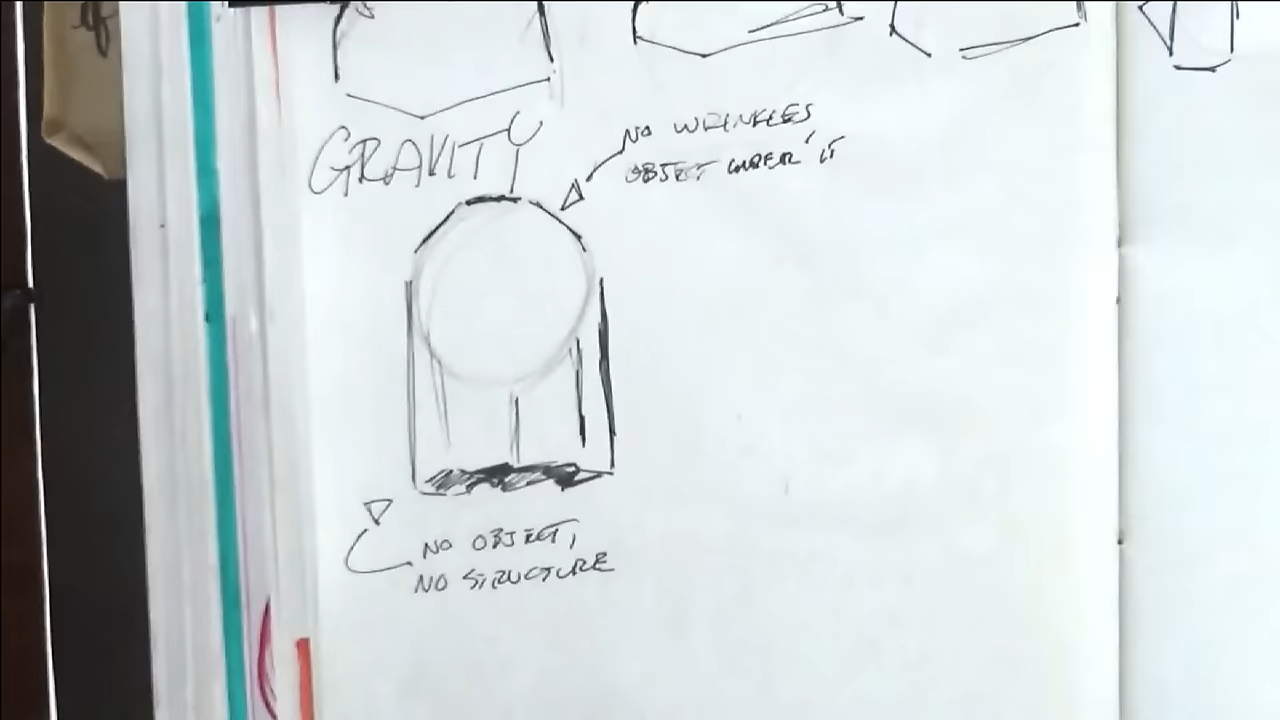 GRAVITY
NO WRINKLES
OBJECT UNDER IT
NO OBJECT,
NO STRUCTURE